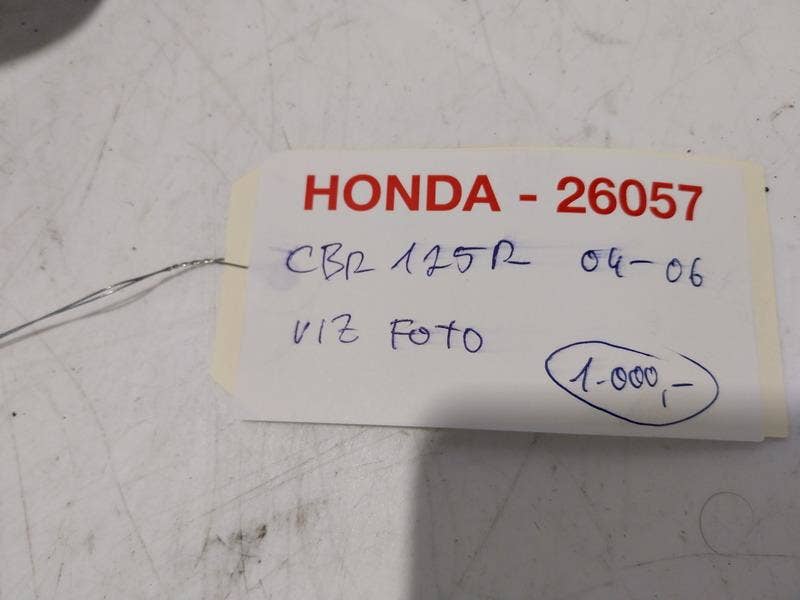 HONDA - 26057
CBR 125R 04-06
VIZ FOTO
1.000,-